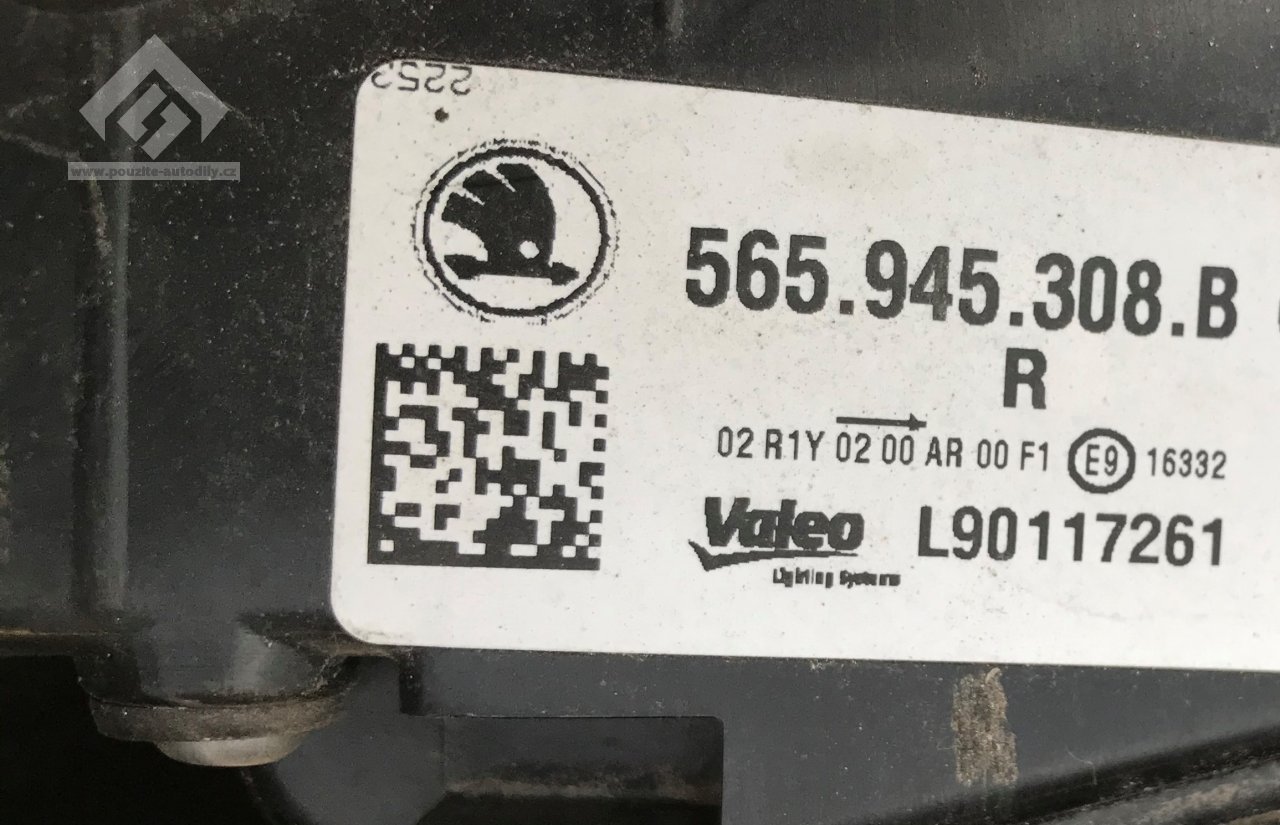 www.pouzite-autodily.cz
565.945.308.B
R
02 R1Y 02 00 AR 00 F1 E9 16332
Valeo L90117261
Lighting Systems